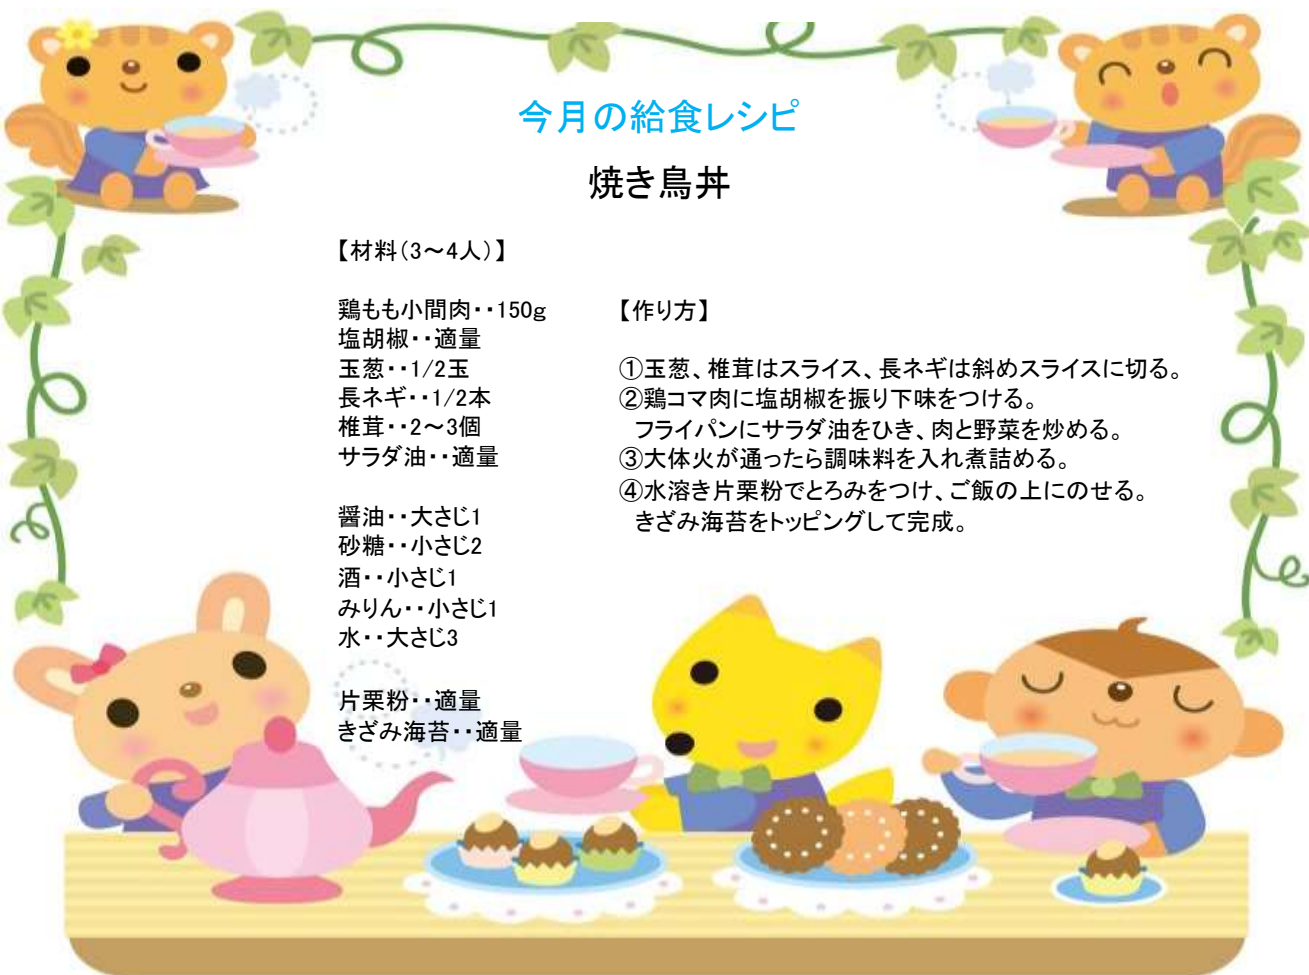 今月の給食レシピ
焼き鳥丼
【材料(3～4人)】
鶏もも小間肉・・150g
塩胡椒・・適量
玉葱・・1/2玉
長ネギ・・1/2本
椎茸・・2～3個
サラダ油・・適量
醤油・・大さじ1
砂糖・・小さじ2
酒・・小さじ1
みりん・・小さじ1
水・・大さじ3
片栗粉・・適量
きざみ海苔・・適量
【作り方】
①玉葱、椎茸はスライス、長ネギは斜めスライスに切る。
②鶏コマ肉に塩胡椒を振り下味をつける。
フライパンにサラダ油をひき、肉と野菜を炒める。
③大体火が通ったら調味料を入れ煮詰める。
④水溶き片栗粉でとろみをつけ、ご飯の上にのせる。
きざみ海苔をトッピングして完成。